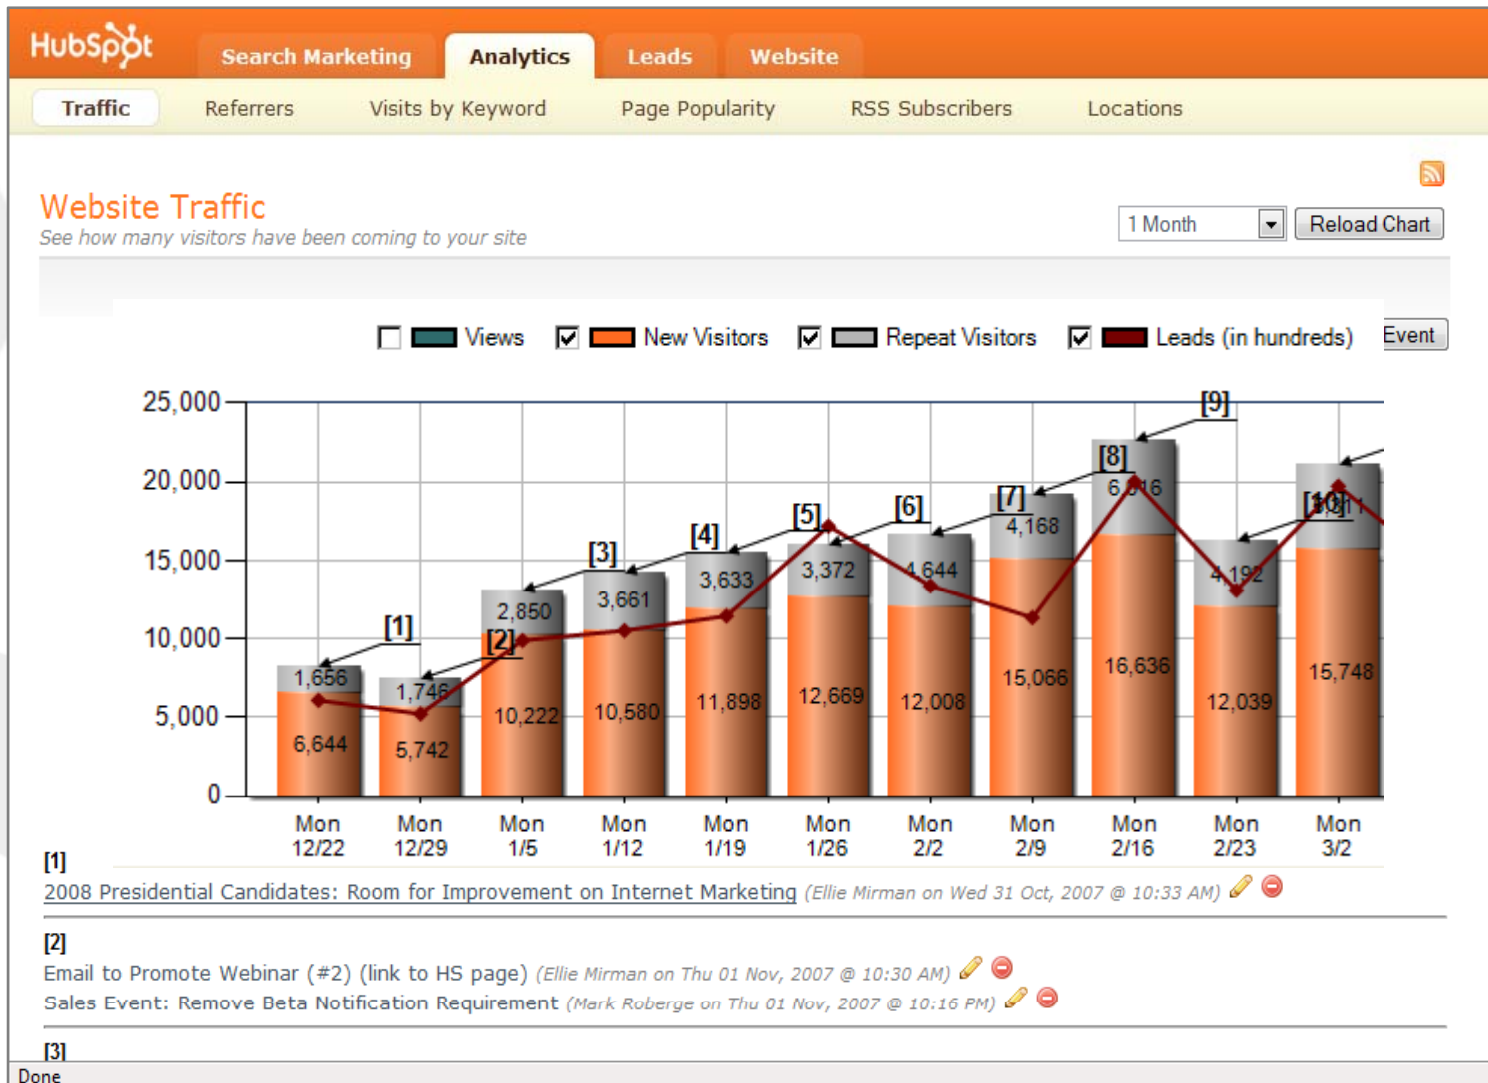 HubSpot
Search Marketing Analytics Leads Website
Traffic Referrers Visits by Keyword Page Popularity RSS Subscribers Locations
Website Traffic
See how many visitors have been coming to your site
1 Month Reload Chart
Views New Visitors Repeat Visitors Leads (in hundreds) Event
25,000
20,000
15,000
10,000
5,000
0
[1] [2] [3] [4] [5] [6] [7] [8] [9] [10]
1,656 1,746 2,850 3,661 3,633 3,372 4,644 4,168 4,192
6,644 5,742 10,222 10,580 11,898 12,669 12,008 15,066 16,636 12,039 15,748
Mon Mon Mon Mon Mon Mon Mon Mon Mon Mon Mon
12/22 12/29 1/5 1/12 1/19 1/26 2/2 2/9 2/16 2/23 3/2
[1]
2008 Presidential Candidates: Room for Improvement on Internet Marketing (Ellie Mirman on Wed 31 Oct, 2007 @ 10:33 AM)
[2]
Email to Promote Webinar (#2) (link to HS page) (Ellie Mirman on Thu 01 Nov, 2007 @ 10:30 AM)
Sales Event: Remove Beta Notification Requirement (Mark Roberge on Thu 01 Nov, 2007 @ 10:16 PM)
[3]
Done